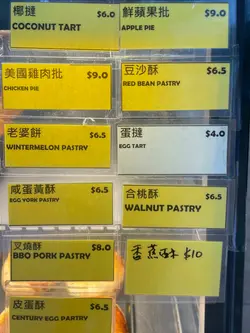 椰撻 $6.0
COCONUT TART
鮮蘋果批 $9.0
APPLE PIE
美國雞肉批 $9.0
CHICKEN PIE
豆沙酥 $6.5
RED BEAN PASTRY
老婆餅 $6.5
WINTERMELON PASTRY
蛋撻 $4.0
EGG TART
咸蛋黃酥 $6.5
EGG YORK PASTRY
合桃酥 $6.5
WALNUT PASTRY
叉燒酥 $8.0
BBQ PORK PASTRY
香蕉酥 $10
皮蛋酥 $6.5
CENTURY EGG PARTRY